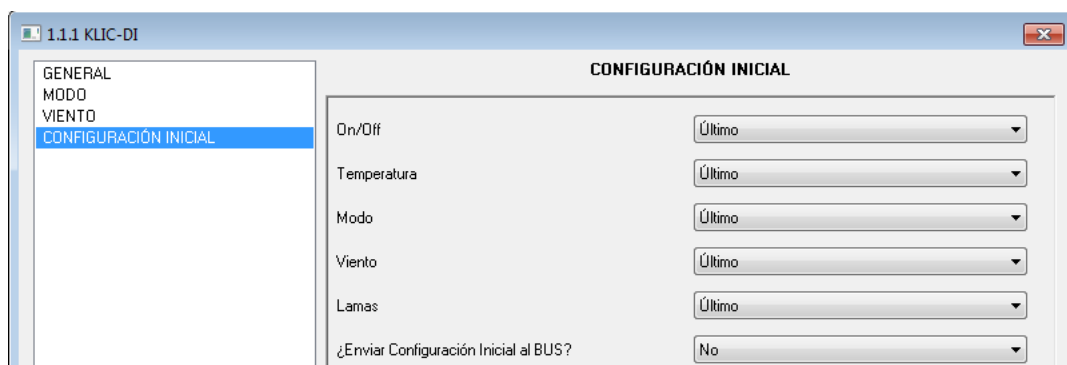 1.1.1 KLIC-DI
GENERAL
MODO
VIENTO
CONFIGURACIÓN INICIAL
CONFIGURACIÓN INICIAL
On/Off Último
Temperatura Último
Modo Último
Viento Último
Lamas Último
¿Enviar Configuración Inicial al BUS? No